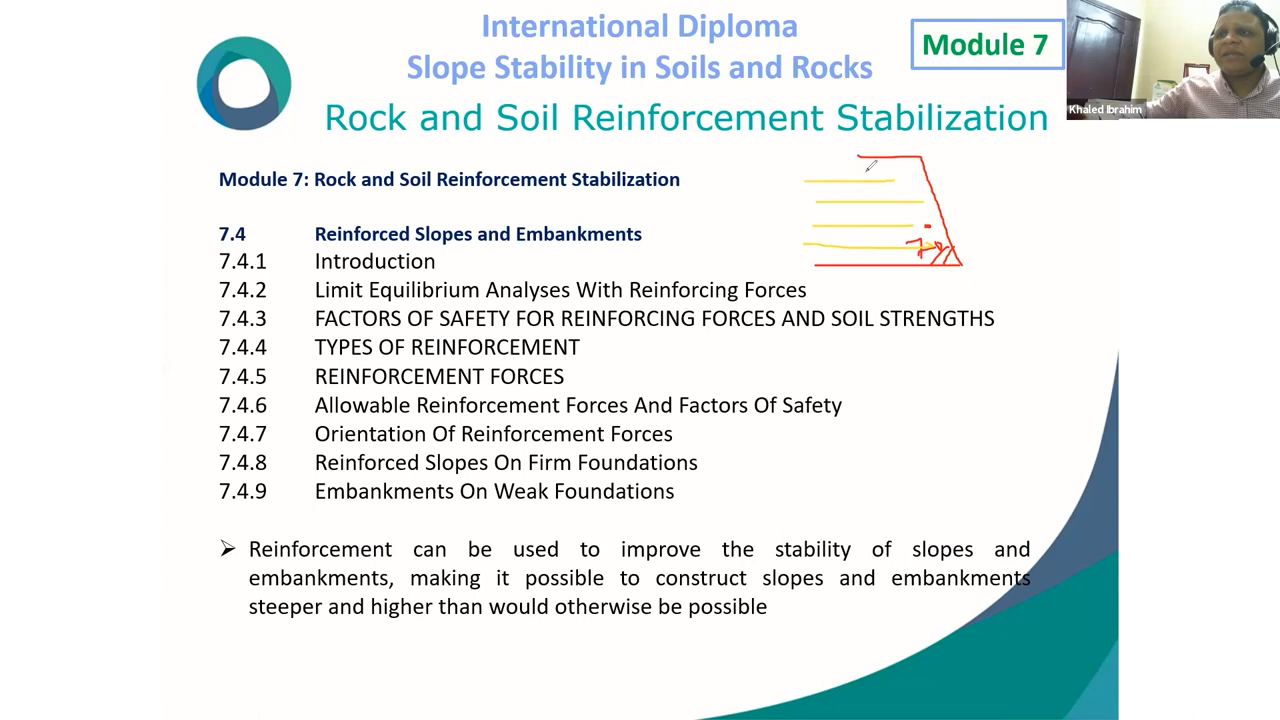 International Diploma
Slope Stability in Soils and Rocks
Module 7
Khaled Ibrahim
Rock and Soil Reinforcement Stabilization
Module 7: Rock and Soil Reinforcement Stabilization
7.4 Reinforced Slopes and Embankments
7.4.1 Introduction
7.4.2 Limit Equilibrium Analyses With Reinforcing Forces
7.4.3 FACTORS OF SAFETY FOR REINFORCING FORCES AND SOIL STRENGTHS
7.4.4 TYPES OF REINFORCEMENT
7.4.5 REINFORCEMENT FORCES
7.4.6 Allowable Reinforcement Forces And Factors Of Safety
7.4.7 Orientation Of Reinforcement Forces
7.4.8 Reinforced Slopes On Firm Foundations
7.4.9 Embankments On Weak Foundations
➢ Reinforcement can be used to improve the stability of slopes and
embankments, making it possible to construct slopes and embankments
steeper and higher than would otherwise be possible